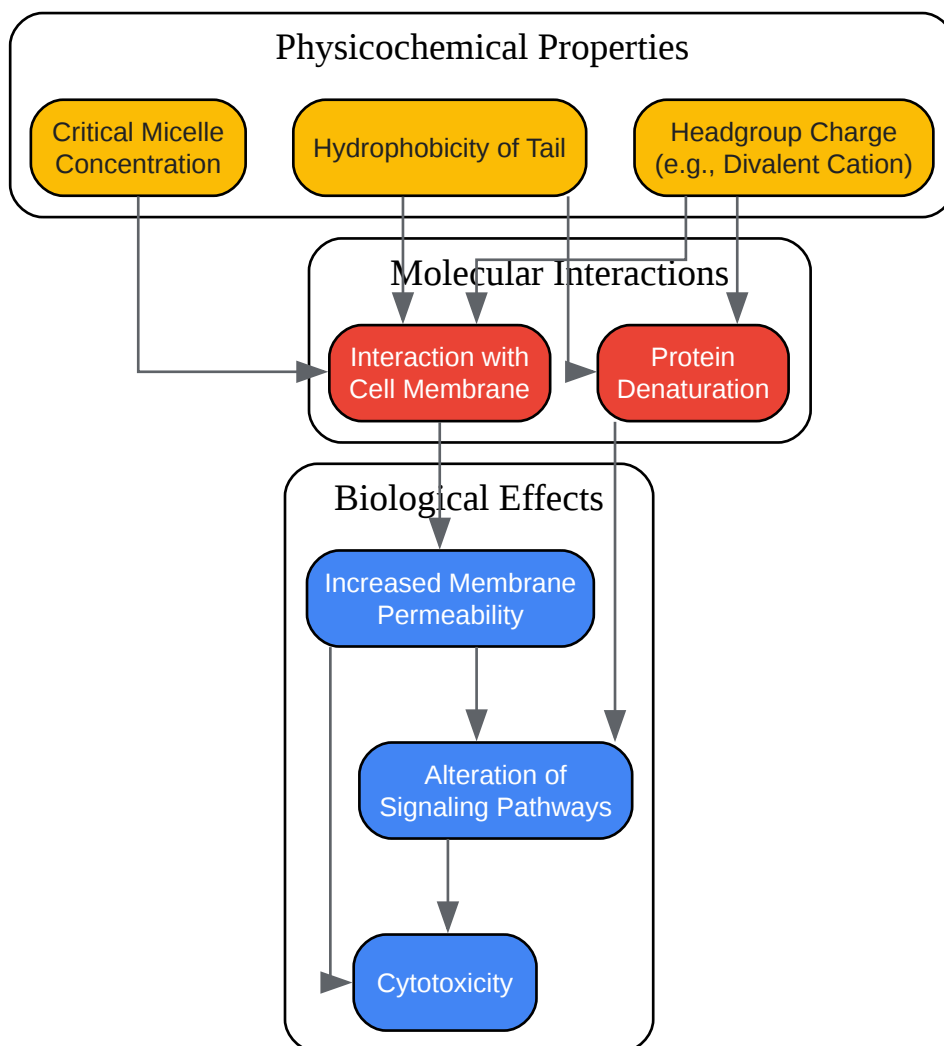 Physicochemical Properties
Critical Micelle
Concentration
Hydrophobicity of Tail
Headgroup Charge
(e.g., Divalent Cation)
Molecular Interactions
Interaction with
Cell Membrane
Protein
Denaturation
Biological Effects
Increased Membrane
Permeability
Alteration of
Signaling Pathways
Cytotoxicity